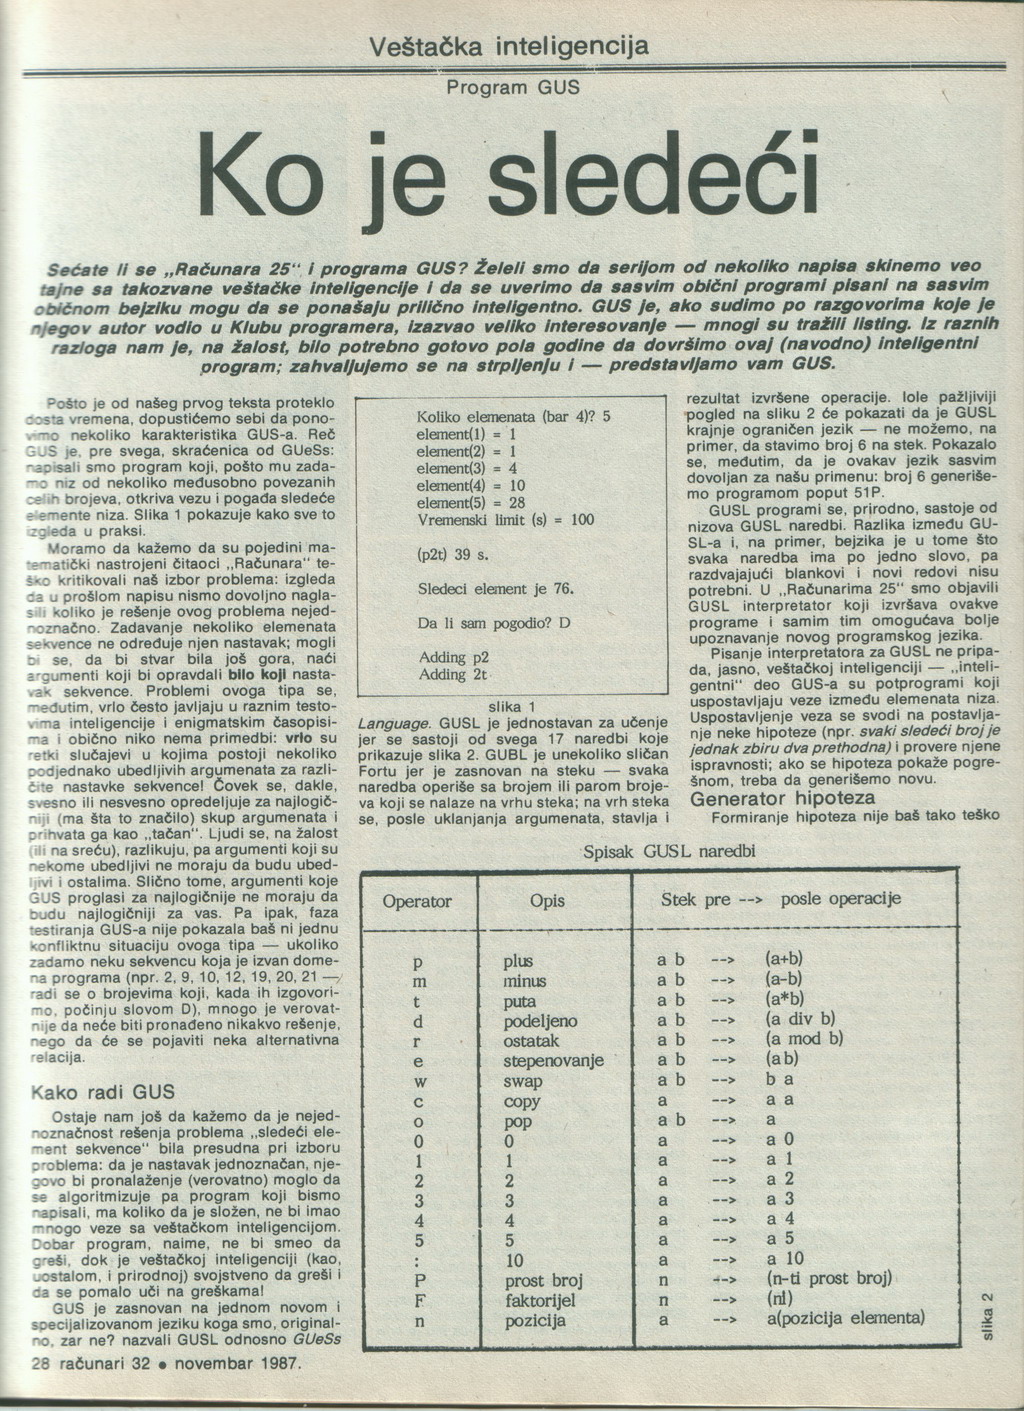 Veštačka inteligencija
Program GUS
Ko je sledeći
Sećate li se „Računara 25“ i programa GUS? Želeli smo da serijom od nekoliko napisa skinemo veo
tajne sa takozvane veštačke inteligencije i da se uverimo da sasvim obični programi pisani na sasvim
običnom bejziku mogu da se ponašaju prilično inteligentno. GUS je, ako sudimo po razgovorima koje je
njegov autor vodio u Klubu programera, izazvao veliko interesovanje — mnogi su tražili listing. Iz raznih
razloga nam je, na žalost, bilo potrebno gotovo pola godine da dovršimo ovaj (navodno) inteligentni
program; zahvaljujemo se na strpljenju i — predstavljamo vam GUS.
Pošto je od našeg prvog teksta proteklo
dosta vremena, dopustićemo sebi da pono-
vimo nekoliko karakteristika GUS-a. Reč
GUS je, pre svega, skraćenica od GUeSs:
napisali smo program koji, pošto mu zada-
mo niz od nekoliko međusobno povezanih
celih brojeva, otkriva vezu i pogađa sledeće
elemente niza. Slika 1 pokazuje kako sve to
izgleda u praksi.
Moramo da kažemo da su pojedini ma-
tematički nastrojeni čitaoci „Računara“ te-
ško kritikovali naš izbor problema: izgleda
da u prošlom napisu nismo dovoljno nagla-
sili koliko je rešenje ovog problema nejed-
noznačno. Zadavanje nekoliko elemenata
sekvence ne određuje njen nastavak; mogli
bi se, da bi stvar bila još gora, naći
argumenti koji bi opravdali bilo koji nasta-
vak sekvence. Problemi ovoga tipa se,
međutim, vrlo često javljaju u raznim testo-
vima inteligencije i enigmatskim časopisi-
ma i obično niko nema primedbi: vrlo su
retki slučajevi u kojima postoji nekoliko
podjednako ubedljivih argumenata za razli-
čite nastavke sekvence! Čovek se, dakle,
svesno ili nesvesno opredeljuje za najlogič-
niji (ma šta to značilo) skup argumenata i
prihvata ga kao „tačan“. Ljudi se, na žalost
(ili na sreću), razlikuju, pa argumenti koji su
nekome ubedljivi ne moraju da budu ubed-
ljivi i ostalima. Slično tome, argumenti koje
GUS proglasi za najlogičnije ne moraju da
budu najlogičniji za vas. Pa ipak, faza
testiranja GUS-a nije pokazala baš ni jednu
konfliktnu situaciju ovoga tipa — ukoliko
zadamo neku sekvencu koja je izvan dome-
na programa (npr. 2, 9, 10, 12, 19, 20, 21 —
radi se o brojevima koji, kada ih izgovori-
mo, počinju slovom D), mnogo je verovat-
nije da neće biti pronađeno nikakvo rešenje,
nego da će se pojaviti neka alternativna
relacija.
Kako radi GUS
Ostaje nam još da kažemo da je nejed-
noznačnost rešenja problema „sledeći ele-
ment sekvence“ bila presudna pri izboru
problema: da je nastavak jednoznačan, nje-
govo bi pronalaženje (verovatno) moglo da
se algoritmizuje pa program koji bismo
napisali, ma koliko da je složen, ne bi imao
mnogo veze sa veštačkom inteligencijom.
Dobar program, naime, ne bi smeo da
greši, dok je veštačkoj inteligenciji (kao,
uostalom, i prirodnoj) svojstveno da greši i
da se pomalo uči na greškama!
GUS je zasnovan na jednom novom i
specijalizovanom jeziku koga smo, original-
no, zar ne? nazvali GUSL odnosno GUeSs
Koliko elemenata (bar 4)? 5
element(1) = 1
element(2) = 1
element(3) = 4
element(4) = 10
element(5) = 28
Vremenski limit (s) = 100
(p2t) 39 s.
Sledeci element je 76.
Da li sam pogodio? D
Adding p2
Adding 2t
slika 1
Language. GUSL je jednostavan za učenje
jer se sastoji od svega 17 naredbi koje
prikazuje slika 2. GUBL je unekoliko sličan
Fortu jer je zasnovan na steku — svaka
naredba operiše sa brojem ili parom broje-
va koji se nalaze na vrhu steka; na vrh steka
se, posle uklanjanja argumenata, stavlja i
rezultat izvršene operacije. Iole pažljiviji
pogled na sliku 2 će pokazati da je GUSL
krajnje ograničen jezik — ne možemo, na
primer, da stavimo broj 6 na stek. Pokazalo
se, međutim, da je ovakav jezik sasvim
dovoljan za našu primenu: broj 6 generiše-
mo programom poput 51P.
GUSL programi se, prirodno, sastoje od
nizova GUSL naredbi. Razlika između GU-
SL-a i, na primer, bejzika je u tome što
svaka naredba ima po jedno slovo, pa
razdvajajući blankovi i novi redovi nisu
potrebni. U „Računarima 25“ smo objavili
GUSL interpretator koji izvršava ovakve
programe i samim tim omogućava bolje
upoznavanje novog programskog jezika.
Pisanje interpretatora za GUSL ne pripa-
da, jasno, veštačkoj inteligenciji — „inteli-
gentni“ deo GUS-a su potprogrami koji
uspostavljaju veze između elemenata niza.
Uspostavljenje veza se svodi na postavlja-
nje neke hipoteze (npr. svaki sledeći broj je
jednak zbiru dva prethodna) i provere njene
ispravnosti; ako se hipoteza pokaže pogre-
šnom, treba da generišemo novu.
Generator hipoteza
Formiranje hipoteza nije baš tako teško
Spisak GUSL naredbi
Operator Opis Stek pre --> posle operacije
p plus a b --> (a+b)
m minus a b --> (a-b)
t puta a b --> (a*b)
d podeljeno a b --> (a div b)
r ostatak a b --> (a mod b)
e stepenovanje a b --> (ab)
w swap a b --> b a
c copy a --> a a
o pop a b --> a
0 0 a --> a 0
1 1 a --> a 1
2 2 a --> a 2
3 3 a --> a 3
4 4 a --> a 4
5 5 a --> a 5
: 10 a --> a 10
P prost broj n --> (n-ti prost broj)
F faktorijel n --> (n!)
n pozicija a --> a(pozicija elementa)
slika 2
28 računari 32 • novembar 1987.